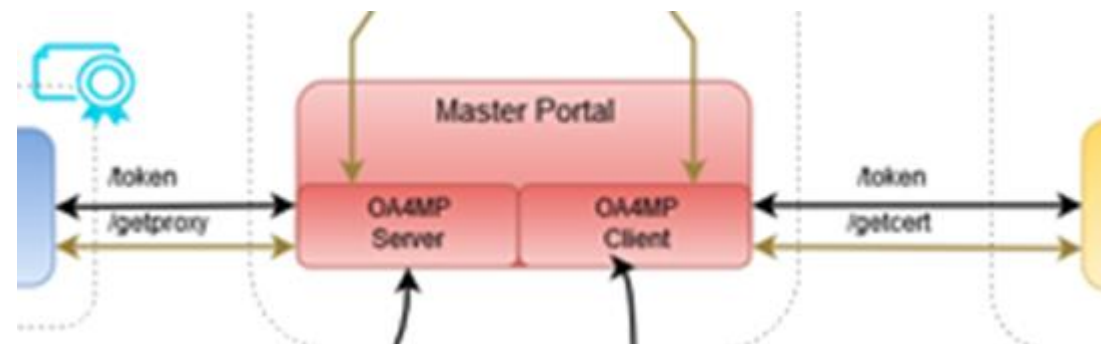 Master Portal
/token
/token
/getproxy
OA4MP
Server
OA4MP
Client
/getcert